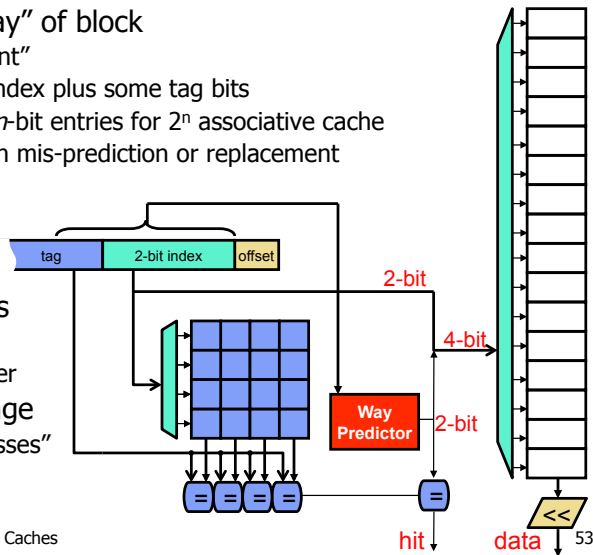 ay” of block
nt”
ndex plus some tag bits
n-bit entries for 2ⁿ associative cache
n mis-prediction or replacement
tag 2-bit index offset
2-bit
s
4-bit
er
ge
Way
Predictor
2-bit
sses”
= = = = =
<<
Caches
hit data 53